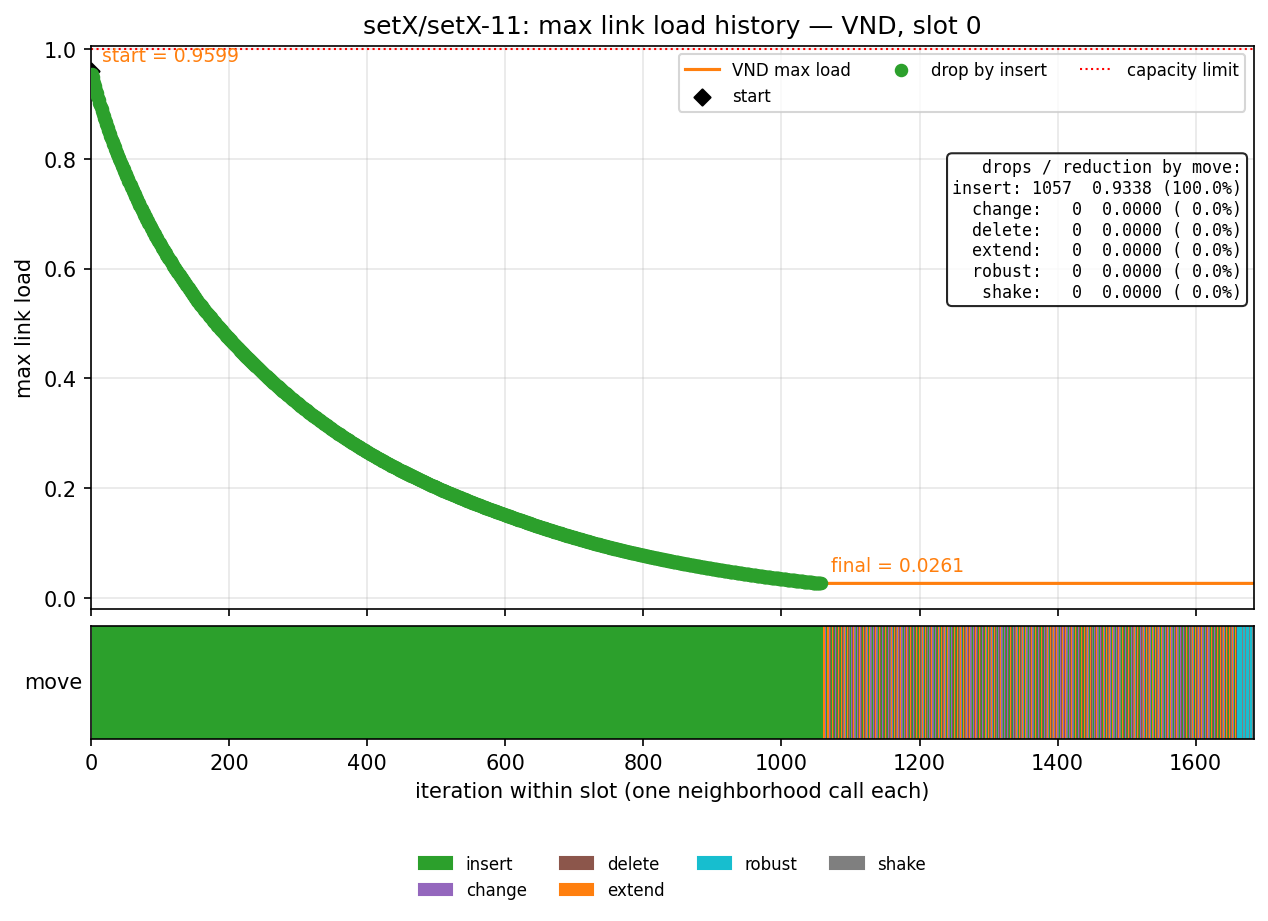 setX/setX-11: max link load history — VND, slot 0
start = 0.9599
VND max load
drop by insert
capacity limit
start
drops / reduction by move:
insert: 1057 0.9338 (100.0%)
change: 0 0.0000 ( 0.0%)
delete: 0 0.0000 ( 0.0%)
extend: 0 0.0000 ( 0.0%)
robust: 0 0.0000 ( 0.0%)
shake: 0 0.0000 ( 0.0%)
max link load
1.0
0.8
0.6
0.4
0.2
0.0
final = 0.0261
move
0 200 400 600 800 1000 1200 1400 1600
iteration within slot (one neighborhood call each)
insert delete robust shake
change extend